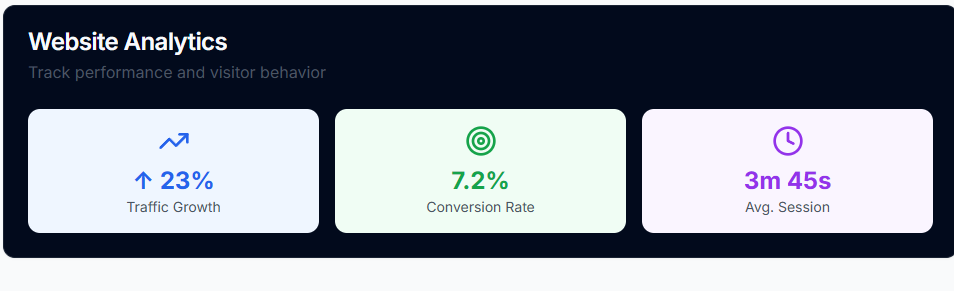 Website Analytics
Track performance and visitor behavior
↑ 23%
Traffic Growth
7.2%
Conversion Rate
3m 45s
Avg. Session